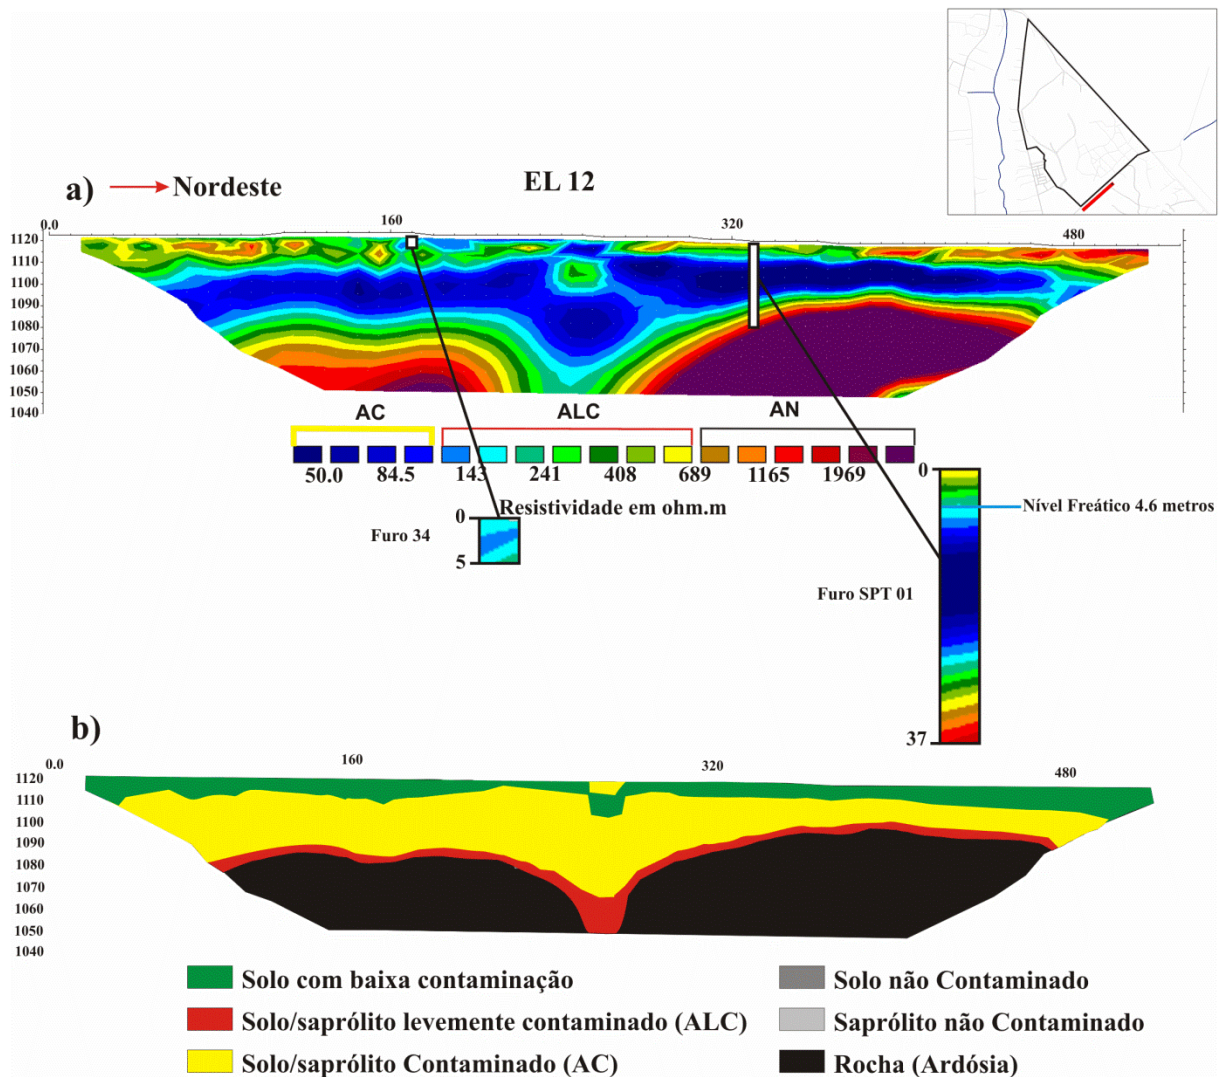 a)
Nordeste
EL 12
0.0
160
320
480
1120
1110
1100
1090
1080
1070
1060
1050
1040
AC
ALC
AN
50.0 84.5 143 241 408 689 1165 1969
Resistividade em ohm.m
Furo 34
0
5
0
Nível Freático 4.6 metros
Furo SPT 01
37
b)
0.0
160
320
480
1120
1110
1100
1090
1080
1070
1060
1050
1040
Solo com baixa contaminação
Solo não Contaminado
Solo/saprólito levemente contaminado (ALC)
Saprólito não Contaminado
Solo/saprólito Contaminado (AC)
Rocha (Ardósia)